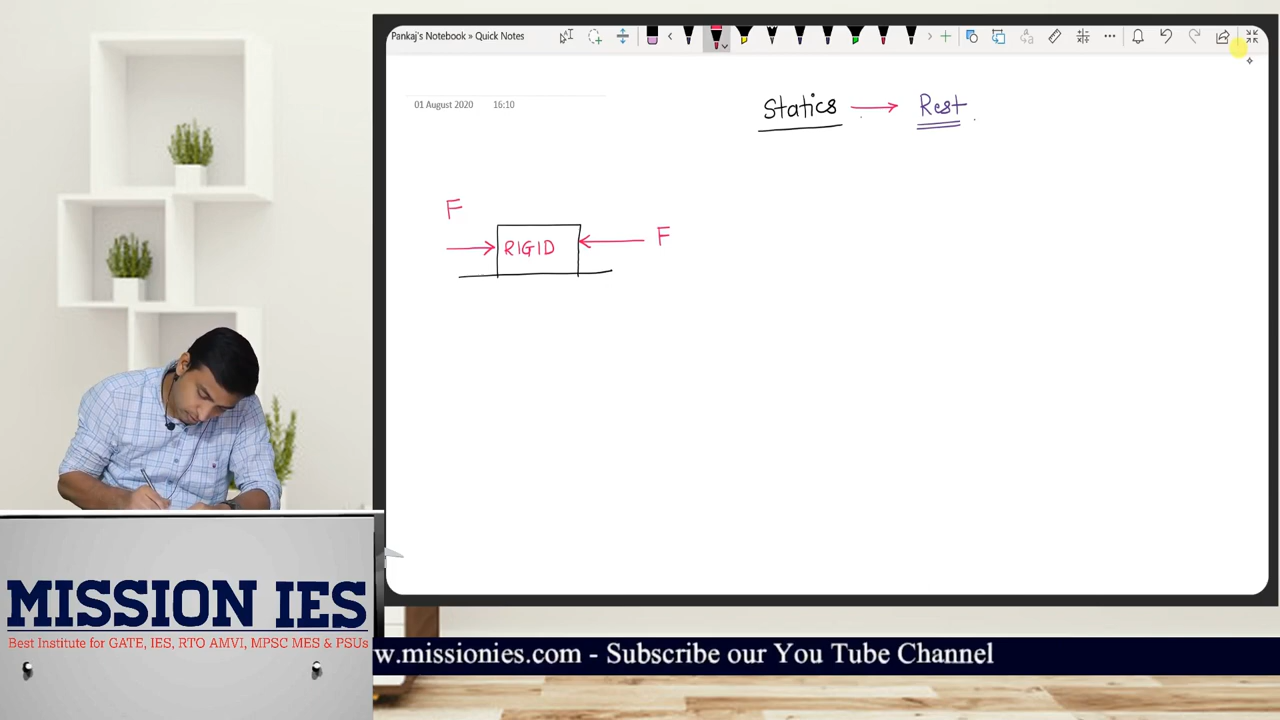 Pankaj's Notebook » Quick Notes
01 August 2020 16:10
Statics → Rest
F
RIGID
F
MISSION IES
Best Institute for GATE, IES, RTO AMVI, MPSC MES & PSUs
w.missionies.com - Subscribe our You Tube Channel